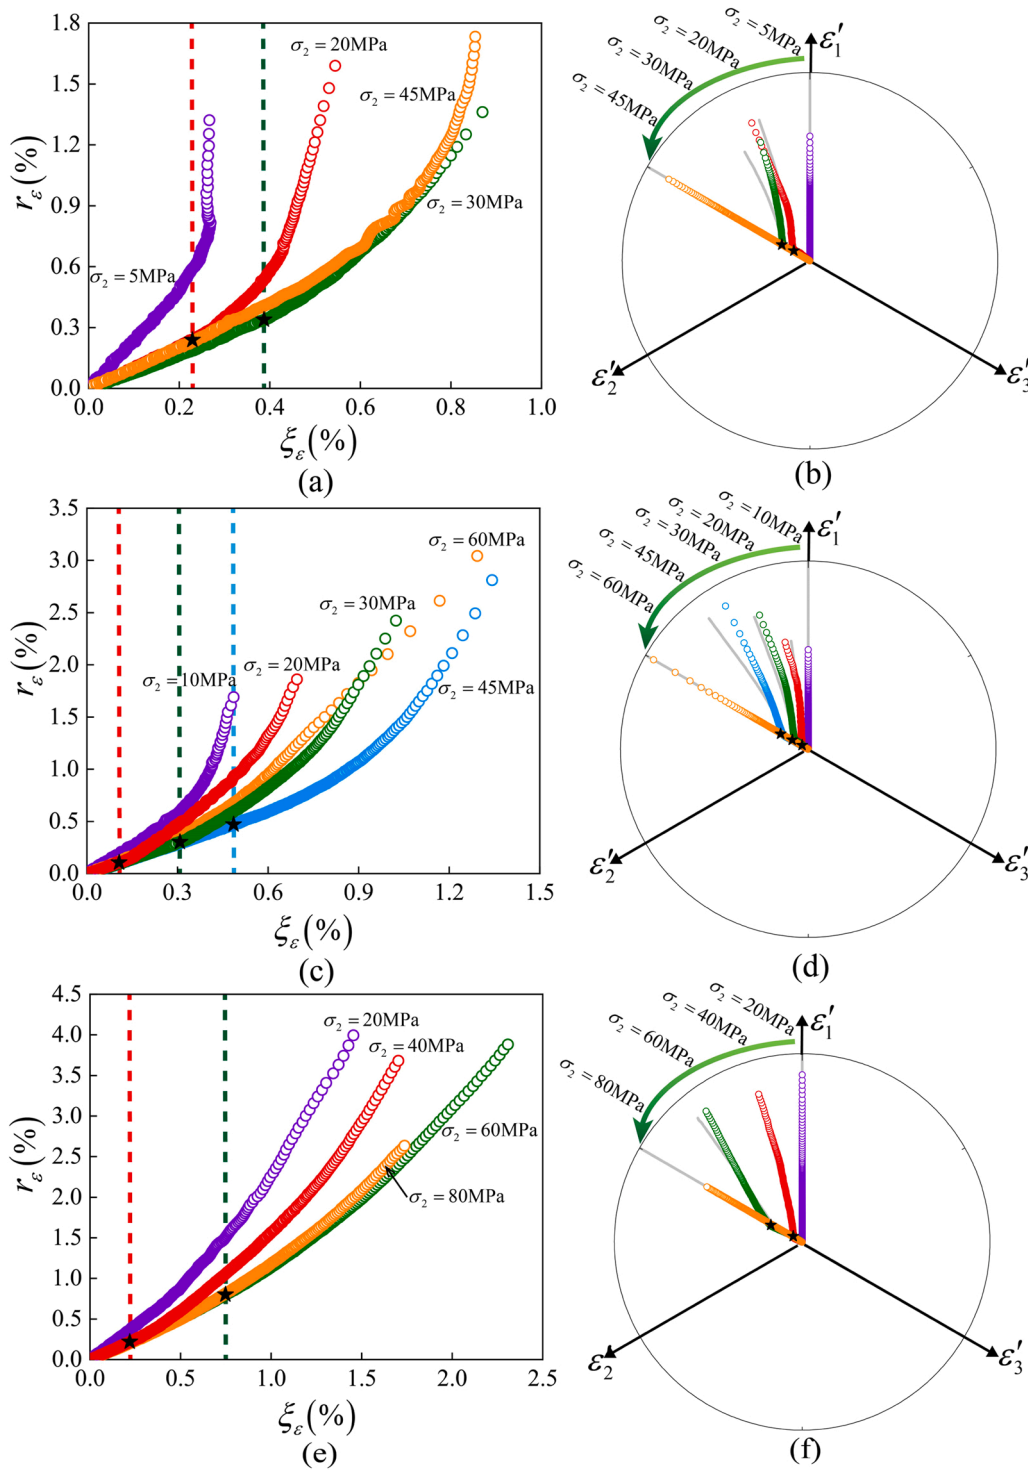 1.8
1.5
1.2
0.9
0.6
0.3
0.0
r_ε(%)
σ₂ = 20MPa
σ₂ = 45MPa
σ₂ = 30MPa
σ₂ = 5MPa
0.0 0.2 0.4 0.6 0.8 1.0
ξ_ε(%)
(a)
σ₂ = 5MPa
σ₂ = 20MPa
σ₂ = 30MPa
σ₂ = 45MPa
ε′₁
ε′₂
ε′₃
(b)
3.5
3.0
2.5
2.0
1.5
1.0
0.5
0.0
r_ε(%)
σ₂ = 60MPa
σ₂ = 30MPa
σ₂ = 20MPa
σ₂ = 10MPa
σ₂ = 45MPa
0.0 0.3 0.6 0.9 1.2 1.5
ξ_ε(%)
(c)
σ₂ = 10MPa
σ₂ = 20MPa
σ₂ = 30MPa
σ₂ = 45MPa
σ₂ = 60MPa
ε′₁
ε′₂
ε′₃
(d)
4.5
4.0
3.5
3.0
2.5
2.0
1.5
1.0
0.5
0.0
r_ε(%)
σ₂ = 20MPa
σ₂ = 40MPa
σ₂ = 60MPa
σ₂ = 80MPa
0.0 0.5 1.0 1.5 2.0 2.5
ξ_ε(%)
(e)
σ₂ = 20MPa
σ₂ = 40MPa
σ₂ = 60MPa
σ₂ = 80MPa
ε′₁
ε₂
ε′₃
(f)